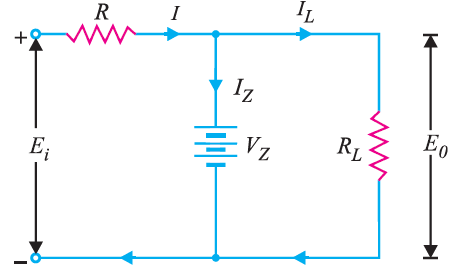 R I I_L
+
I_Z
E_i V_Z R_L E_0
–